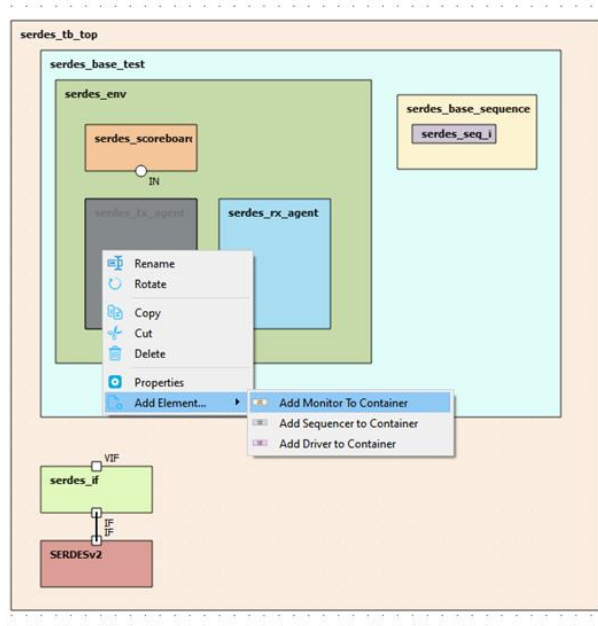 serdes_tb_top
serdes_base_test
serdes_env
serdes_base_sequence
serdes_seq_i
serdes_scoreboar
IN
serdes_tx_agent
serdes_rx_agent
Rename
Rotate
Copy
Cut
Delete
Properties
Add Element...
Add Monitor To Container
Add Sequencer to Container
Add Driver to Container
VIF
serdes_if
IF
IF
SERDESv2